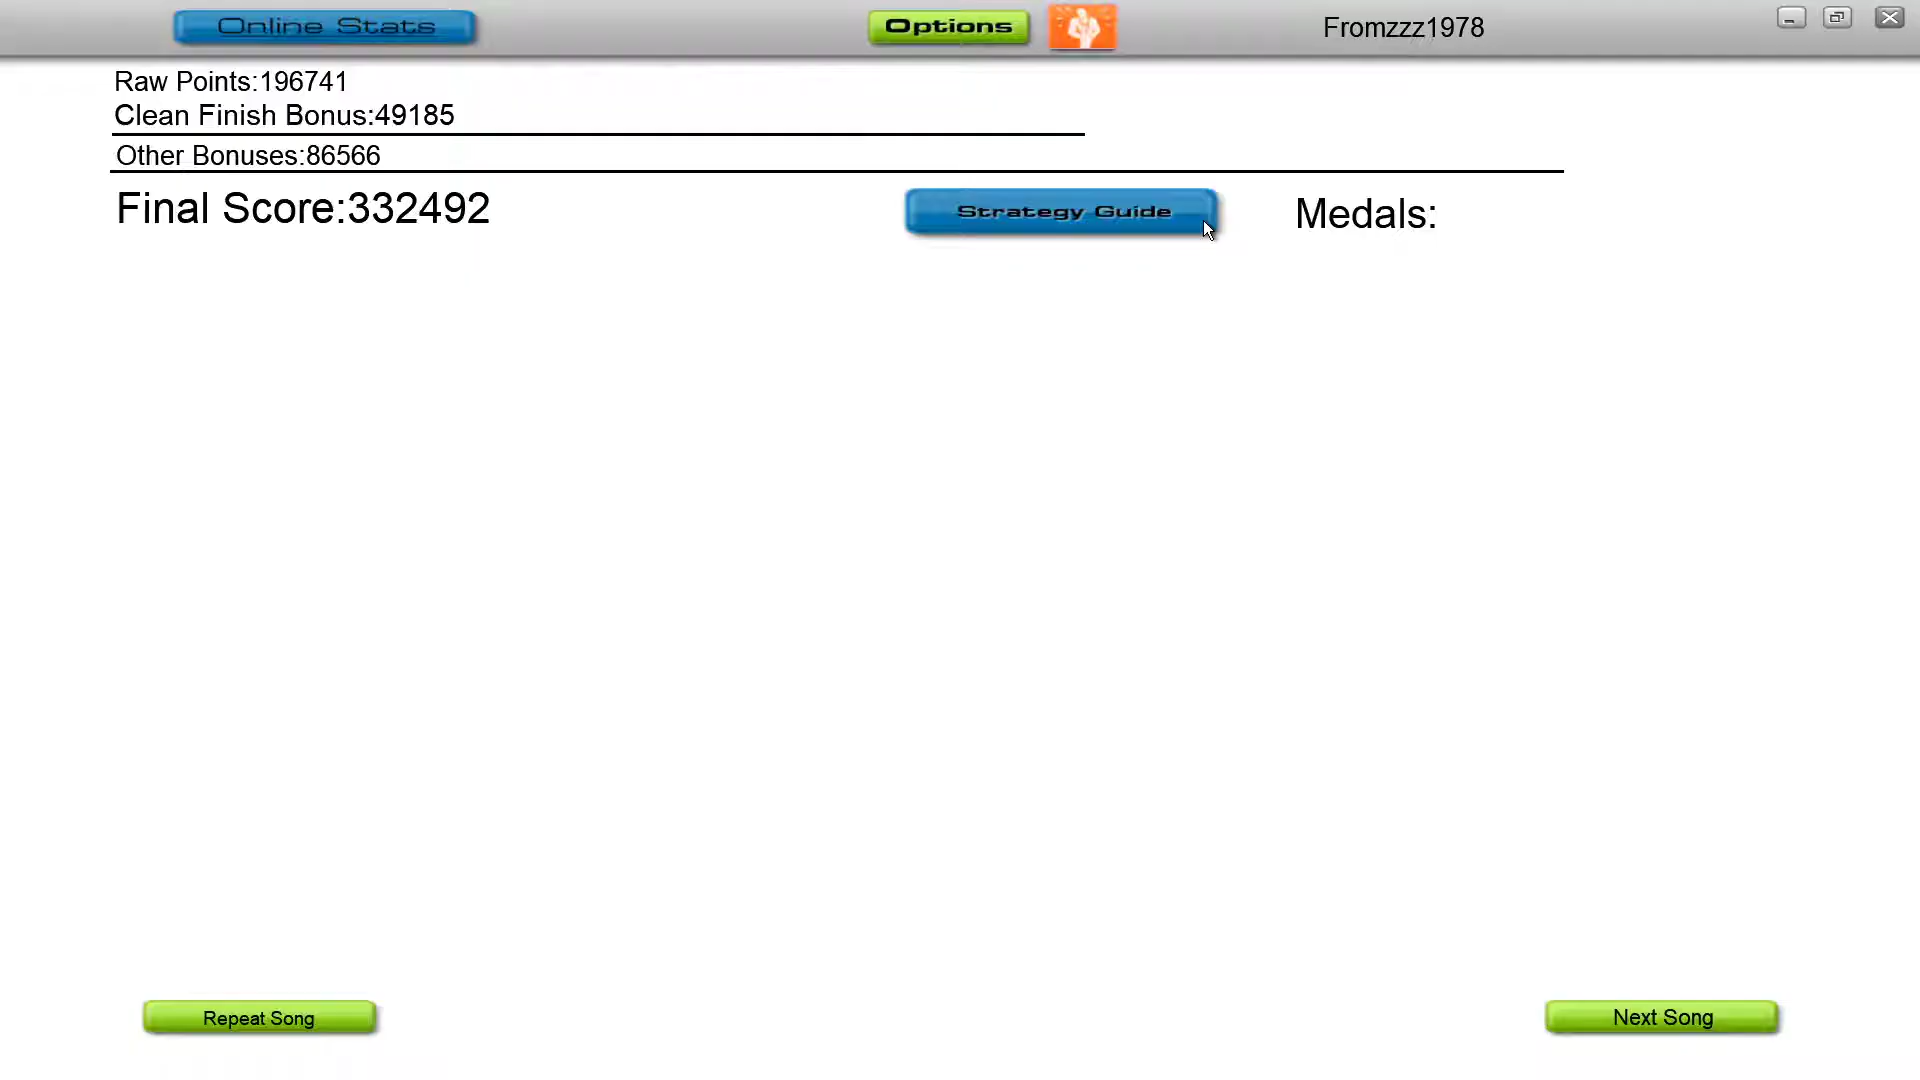 Online Stats
Options
Fromzzz1978
Raw Points:196741
Clean Finish Bonus:49185
Other Bonuses:86566
Final Score:332492
Strategy Guide
Medals:
Repeat Song
Next Song